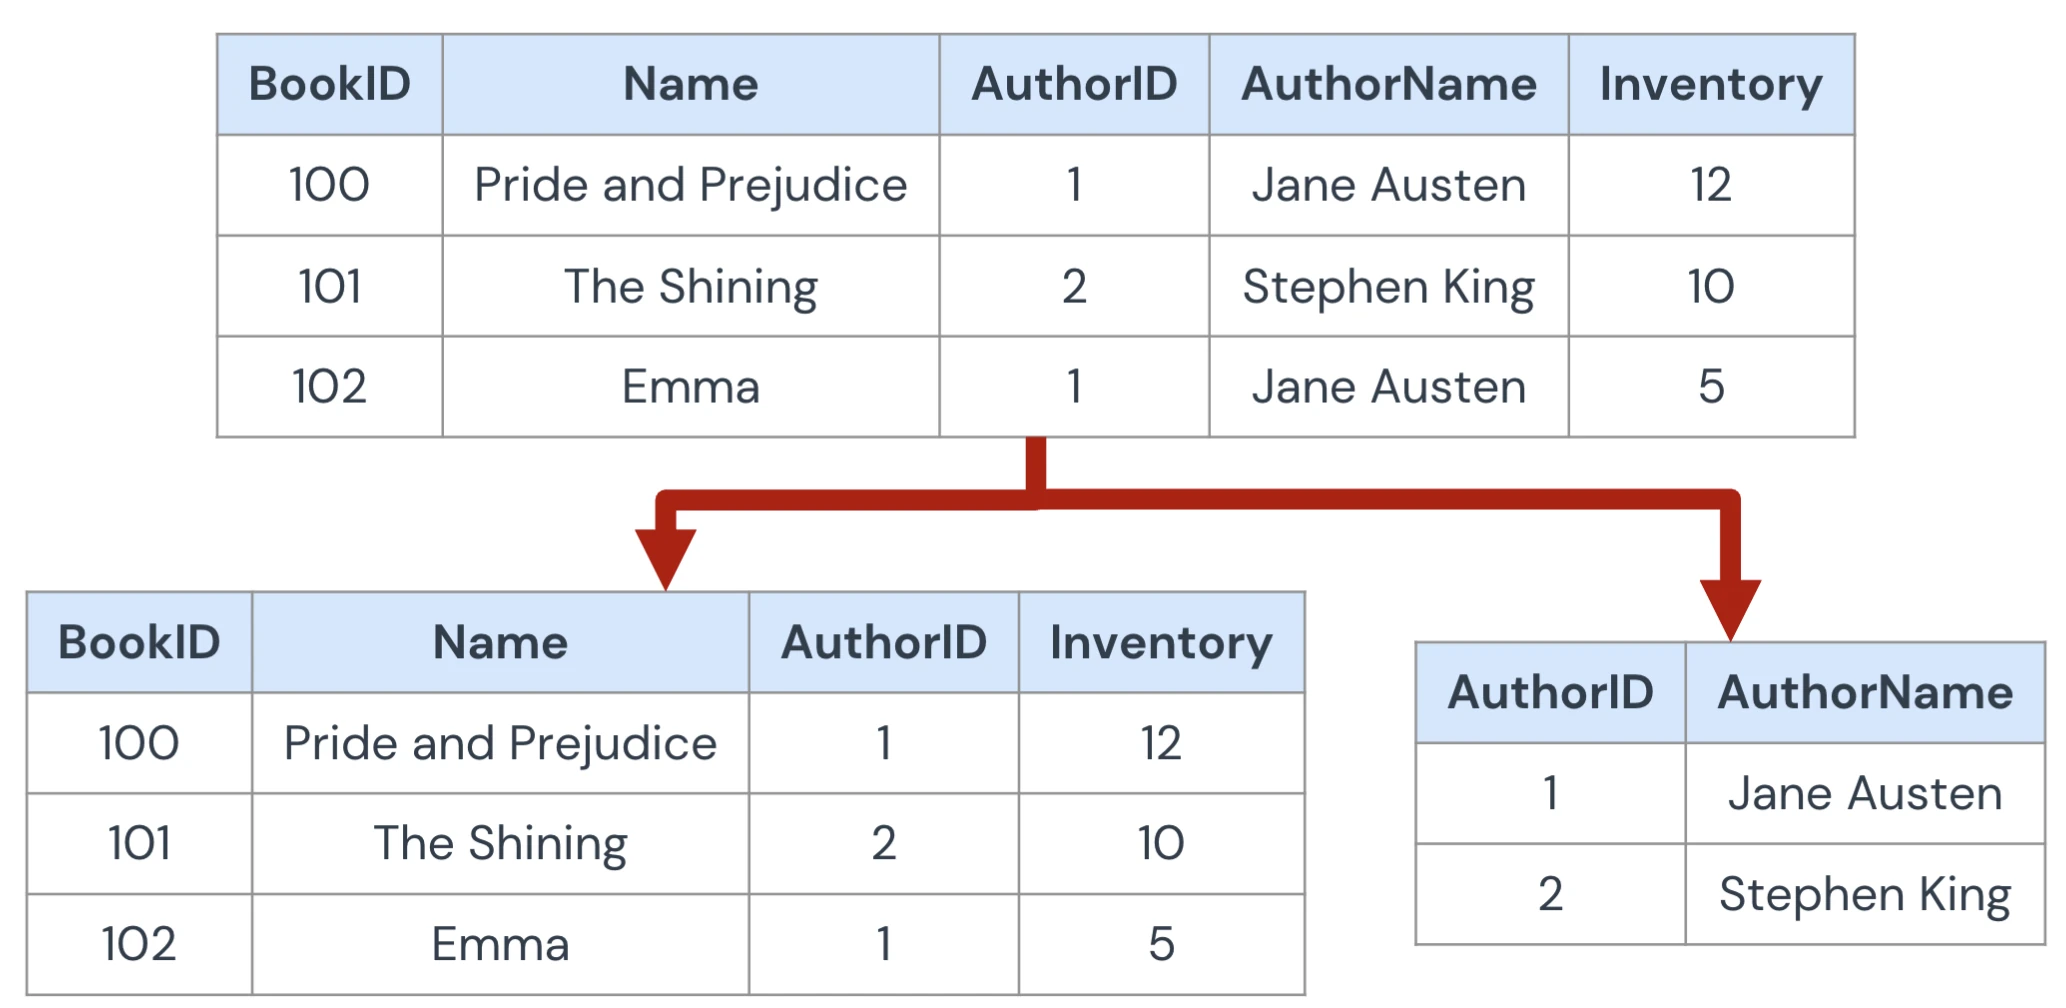 BookID Name AuthorID AuthorName Inventory
100 Pride and Prejudice 1 Jane Austen 12
101 The Shining 2 Stephen King 10
102 Emma 1 Jane Austen 5
BookID Name AuthorID Inventory
100 Pride and Prejudice 1 12
101 The Shining 2 10
102 Emma 1 5
AuthorID AuthorName
1 Jane Austen
2 Stephen King